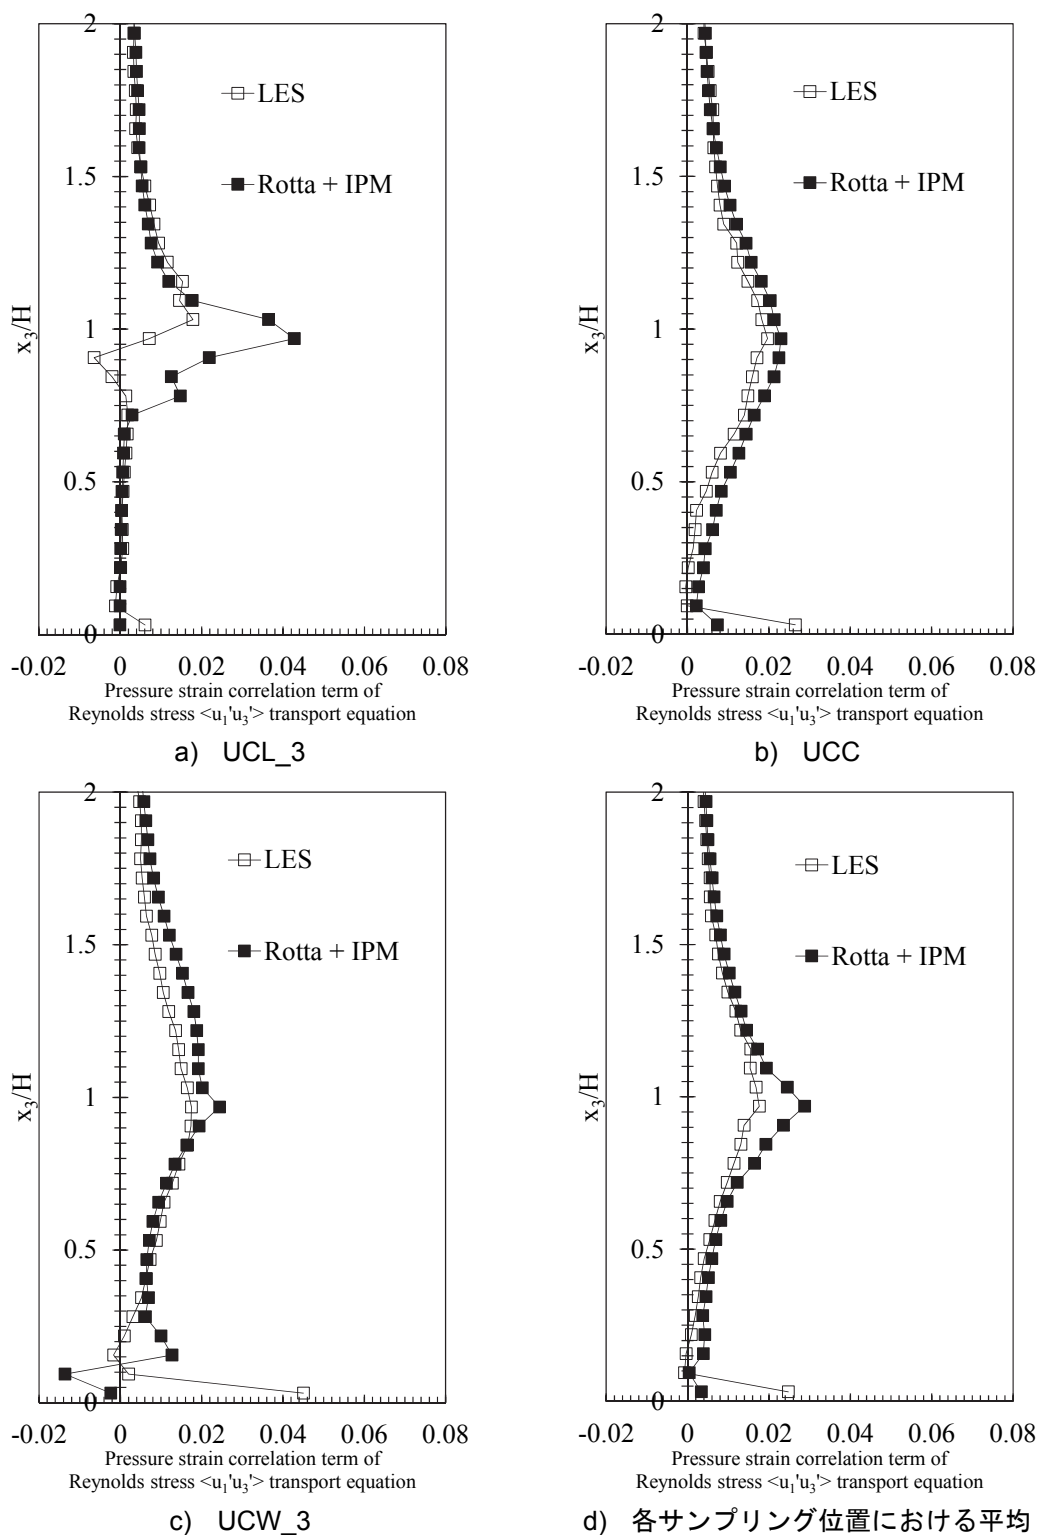 2
LES
1.5
Rotta + IPM
x3/H
1
0.5
0
-0.02 0 0.02 0.04 0.06 0.08
Pressure strain correlation term of
Reynolds stress <u1'u3'> transport equation
a) UCL_3
2
LES
1.5
Rotta + IPM
x3/H
1
0.5
0
-0.02 0 0.02 0.04 0.06 0.08
Pressure strain correlation term of
Reynolds stress <u1'u3'> transport equation
b) UCC
2
LES
1.5
Rotta + IPM
x3/H
1
0.5
0
-0.02 0 0.02 0.04 0.06 0.08
Pressure strain correlation term of
Reynolds stress <u1'u3'> transport equation
c) UCW_3
2
LES
1.5
Rotta + IPM
x3/H
1
0.5
0
-0.02 0 0.02 0.04 0.06 0.08
Pressure strain correlation term of
Reynolds stress <u1'u3'> transport equation
d) 各サンプリング位置における平均